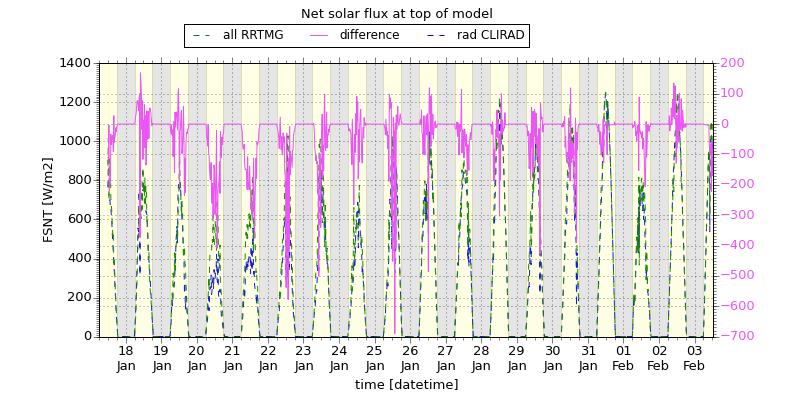 Net solar flux at top of model
all RRTMG difference rad CLIRAD
1400 200
1200 100
1000 0
800 −100
600 −200
400 −300
200 −400
0 −500
−600
−700
FSNT [W/m2]
18 19 20 21 22 23 24 25 26 27 28 29 30 31 01 02 03
Jan Jan Jan Jan Jan Jan Jan Jan Jan Jan Jan Jan Jan Jan Feb Feb Feb
time [datetime]